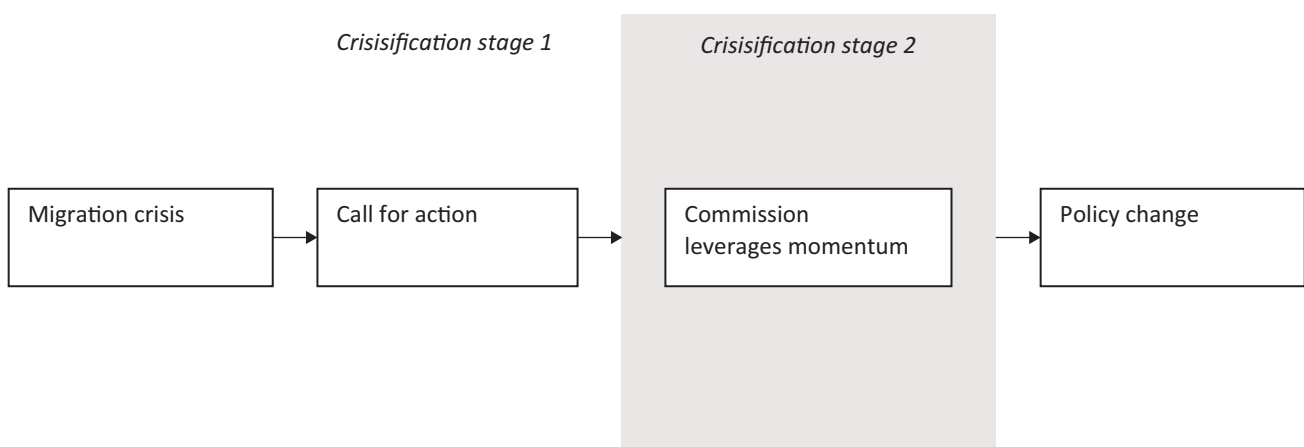 Crisisification stage 1
Crisisification stage 2
Migration crisis
Call for action
Commission
leverages momentum
Policy change